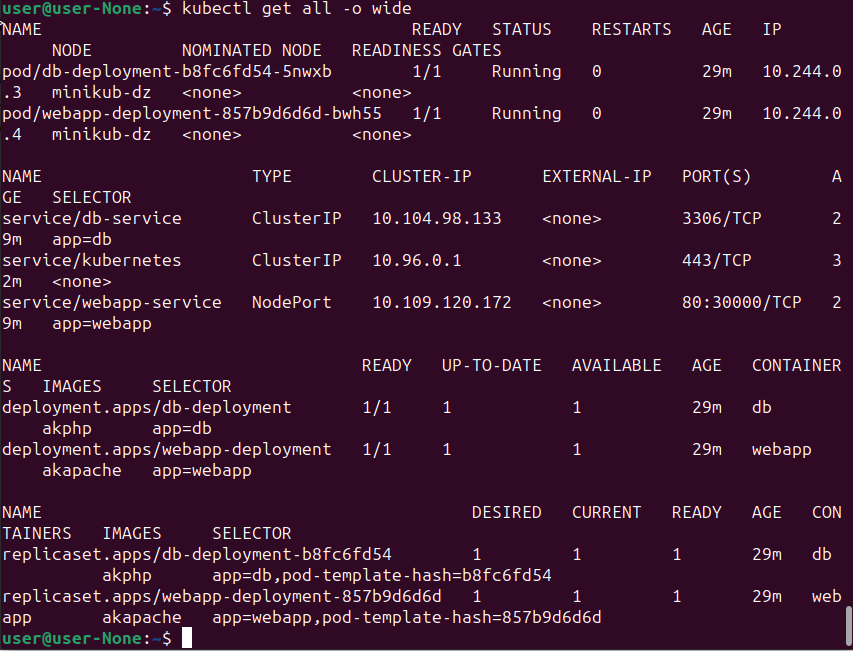 user@user-None:~$ kubectl get all -o wide
NAME                                     READY   STATUS    RESTARTS   AGE   IP
     NODE         NOMINATED NODE   READINESS GATES
pod/db-deployment-b8fc6fd54-5nwxb        1/1     Running   0          29m   10.244.0
.3   minikub-dz   <none>           <none>
pod/webapp-deployment-857b9d6d6d-bwh55   1/1     Running   0          29m   10.244.0
.4   minikub-dz   <none>           <none>

NAME                     TYPE        CLUSTER-IP       EXTERNAL-IP   PORT(S)        A
GE   SELECTOR
service/db-service       ClusterIP   10.104.98.133    <none>        3306/TCP       2
9m   app=db
service/kubernetes       ClusterIP   10.96.0.1        <none>        443/TCP        3
2m   <none>
service/webapp-service   NodePort    10.109.120.172   <none>        80:30000/TCP   2
9m   app=webapp

NAME                                READY   UP-TO-DATE   AVAILABLE   AGE   CONTAINER
S   IMAGES     SELECTOR
deployment.apps/db-deployment       1/1     1            1           29m   db
    akphp      app=db
deployment.apps/webapp-deployment   1/1     1            1           29m   webapp
    akapache   app=webapp

NAME                                           DESIRED   CURRENT   READY   AGE   CON
TAINERS   IMAGES     SELECTOR
replicaset.apps/db-deployment-b8fc6fd54        1         1         1       29m   db
          akphp      app=db,pod-template-hash=b8fc6fd54
replicaset.apps/webapp-deployment-857b9d6d6d   1         1         1       29m   web
app       akapache   app=webapp,pod-template-hash=857b9d6d6d
user@user-None:~$